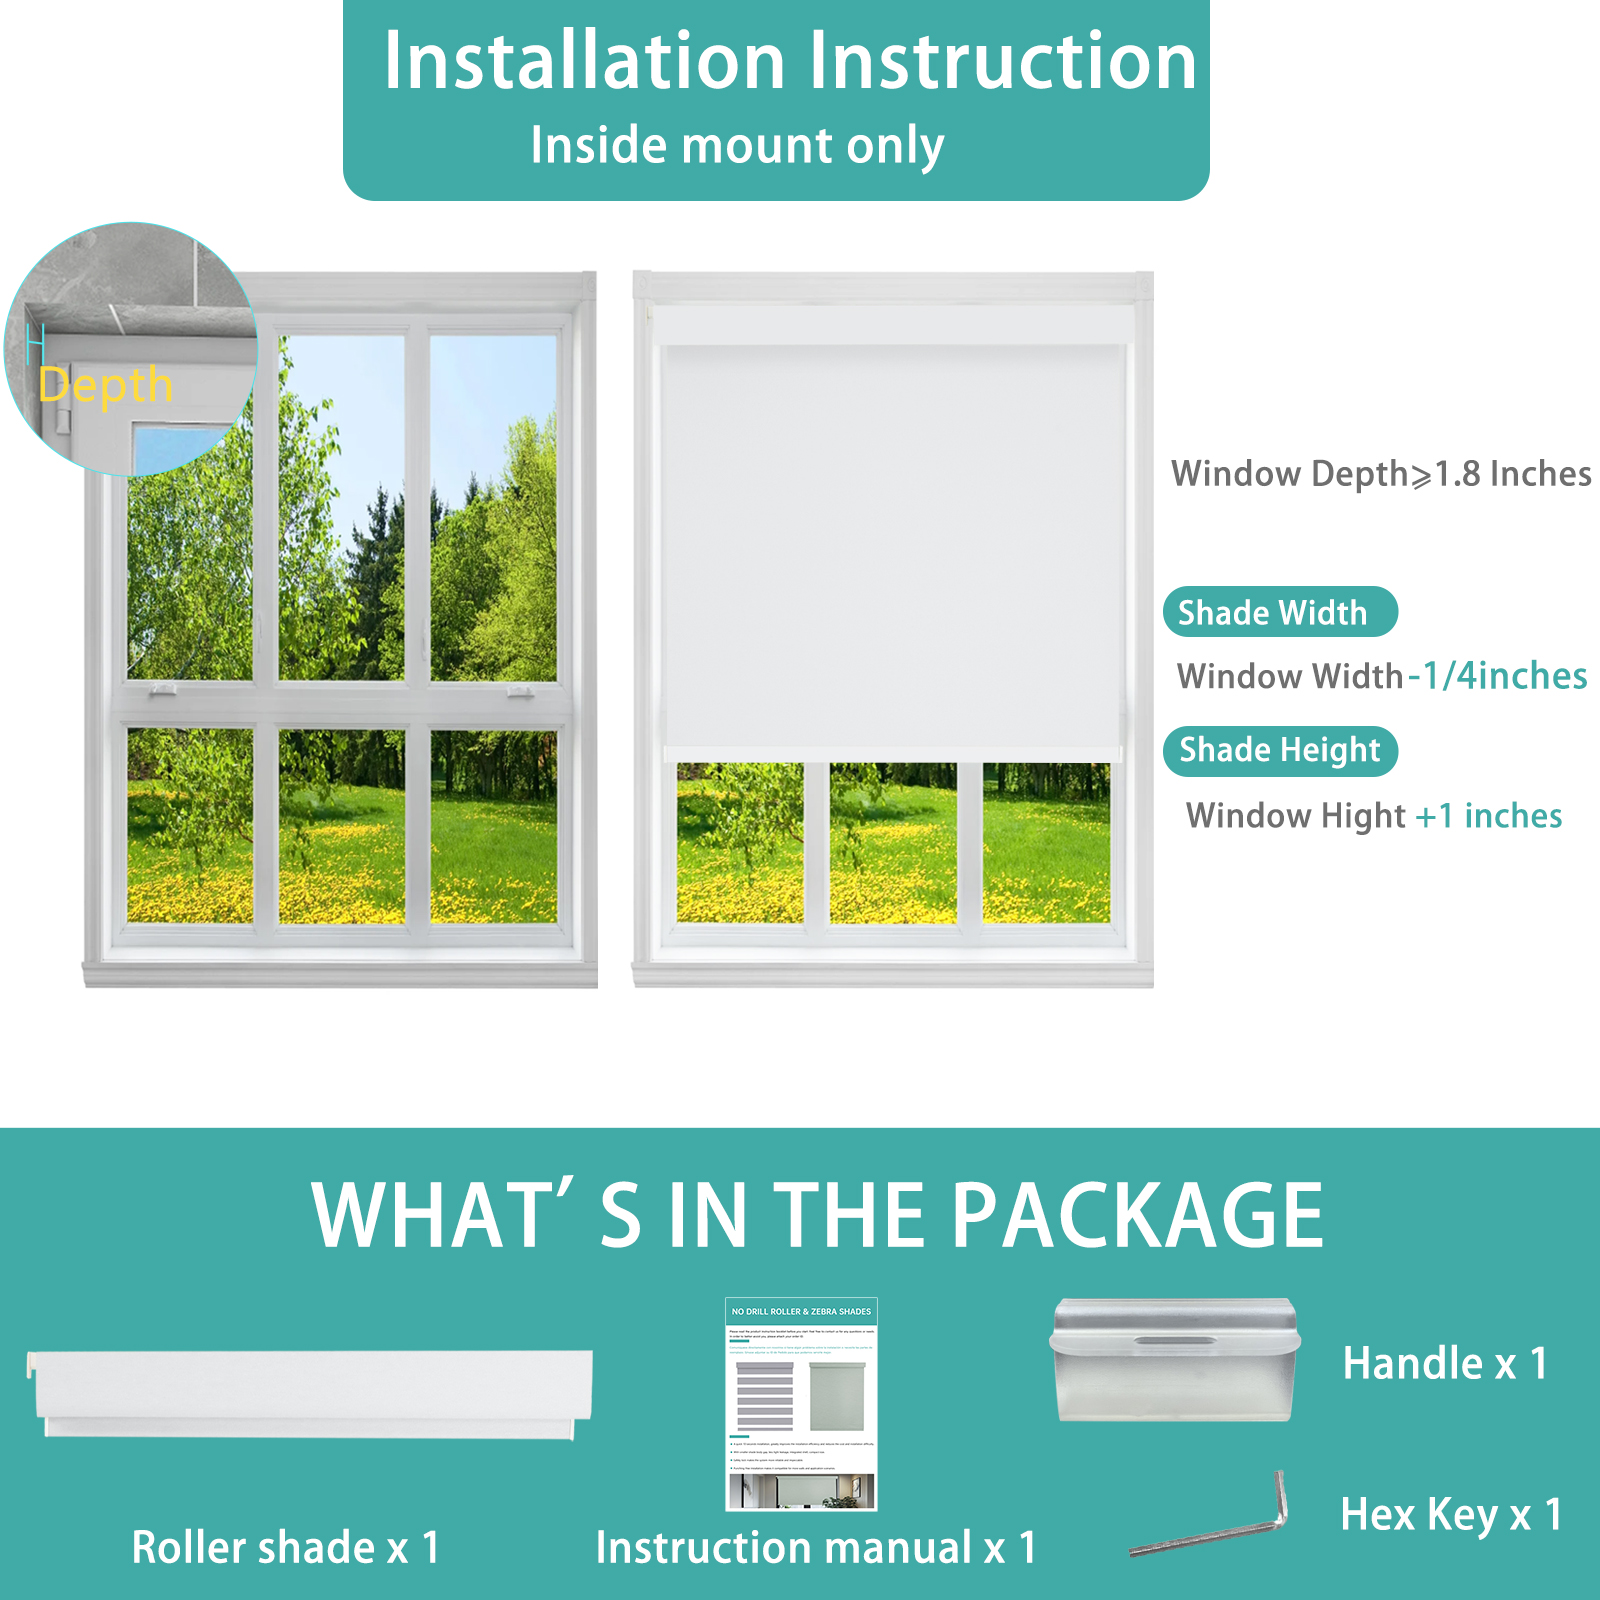 Installation Instruction
Inside mount only
Depth
Window Depth⩾1.8 Inches
Shade Width
Window Width-1/4inches
Shade Height
Window Hight +1 inches
WHAT′ S IN THE PACKAGE
NO DRILL ROLLER & ZEBRA SHADES
Handle x 1
Hex Key x 1
Roller shade x 1
Instruction manual x 1